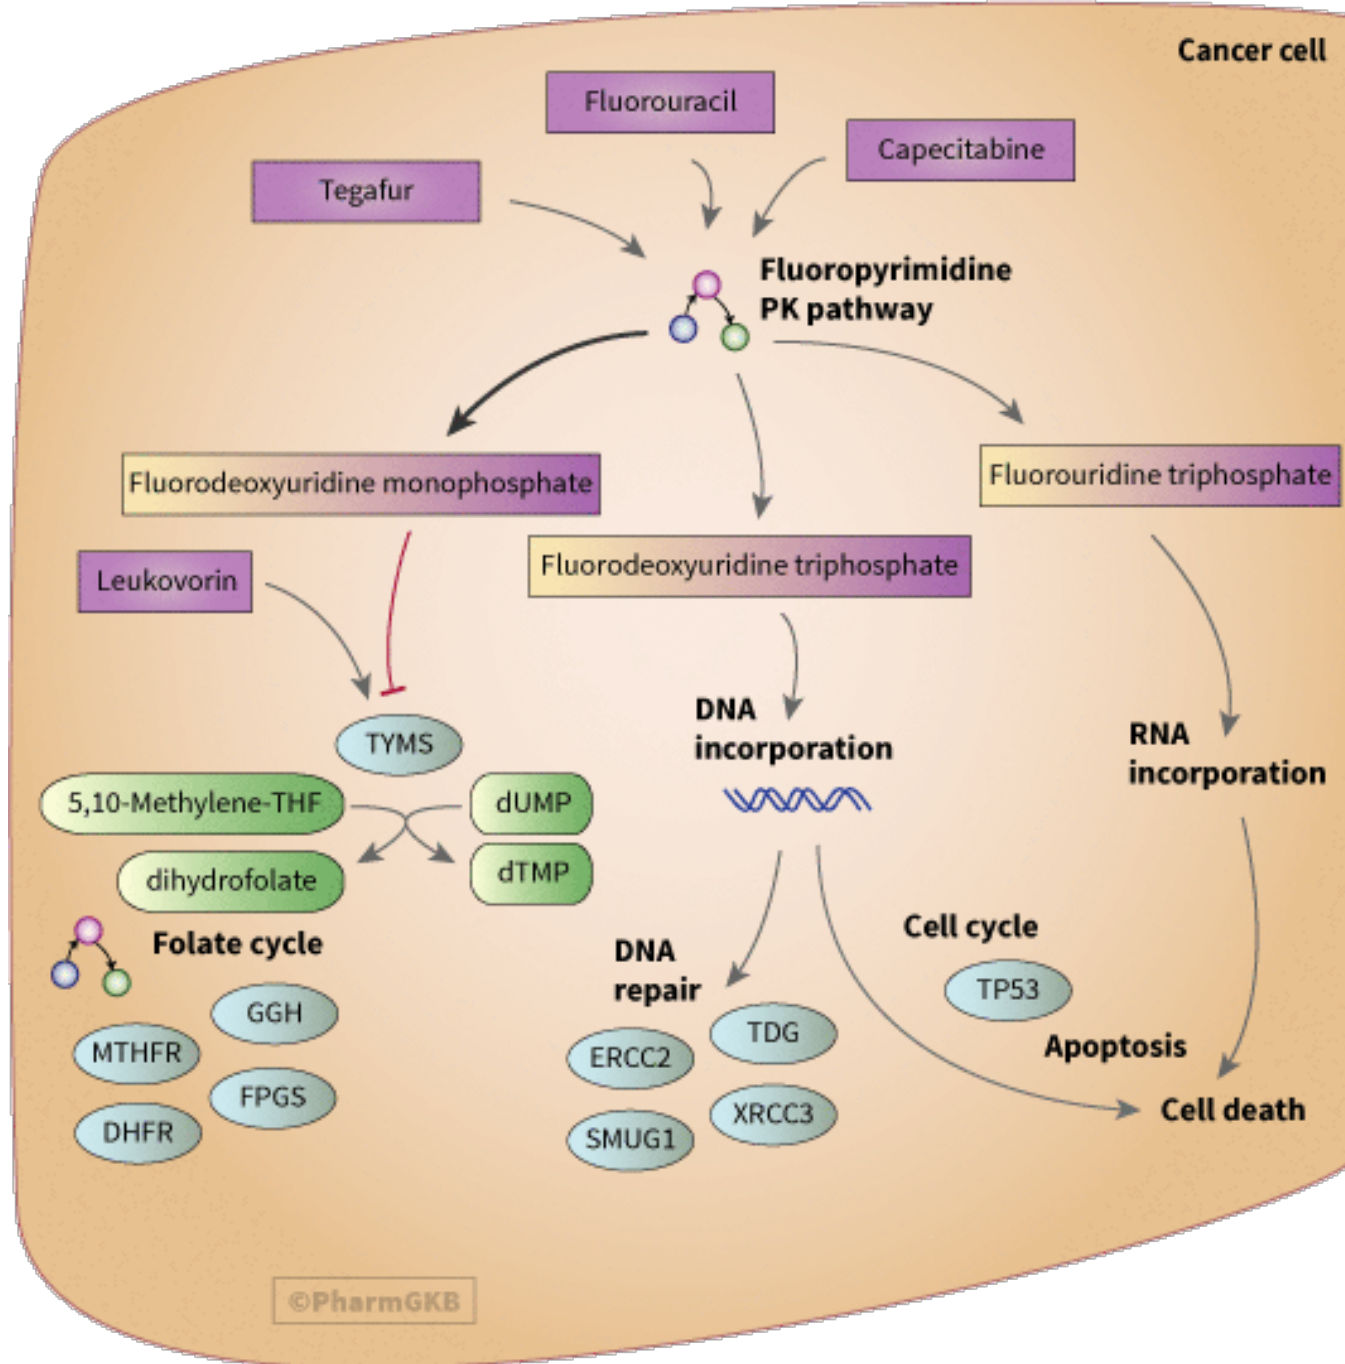 Cancer cell
Fluorouracil
Capecitabine
Tegafur
Fluoropyrimidine
PK pathway
Fluorodeoxyuridine monophosphate
Fluorouridine triphosphate
Fluorodeoxyuridine triphosphate
Leukovorin
DNA
incorporation
RNA
incorporation
TYMS
5,10-Methylene-THF
dUMP
dihydrofolate
dTMP
Folate cycle
GGH
MTHFR
FPGS
DHFR
DNA
repair
TDG
ERCC2
XRCC3
SMUG1
Cell cycle
TP53
Apoptosis
Cell death
©PharmGKB